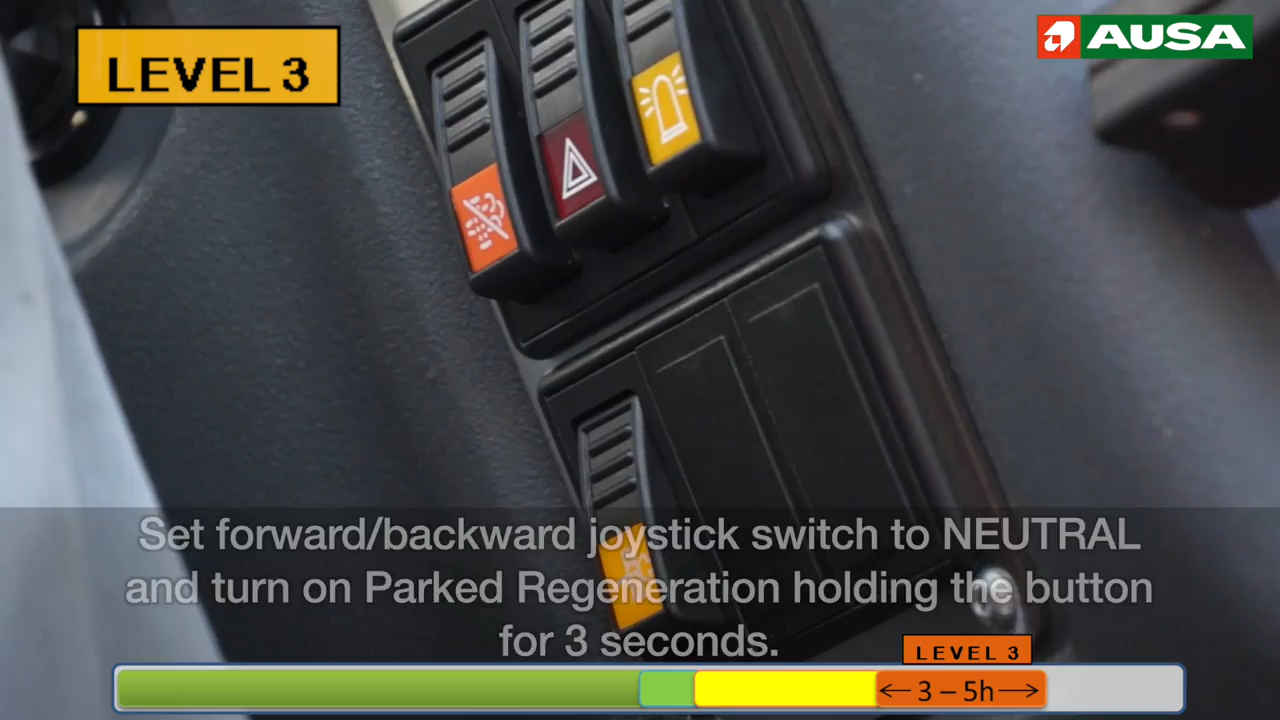 LEVEL 3
AUSA
Set forward/backward joystick switch to NEUTRAL
and turn on Parked Regeneration holding the button
for 3 seconds.
LEVEL 3
3 – 5h